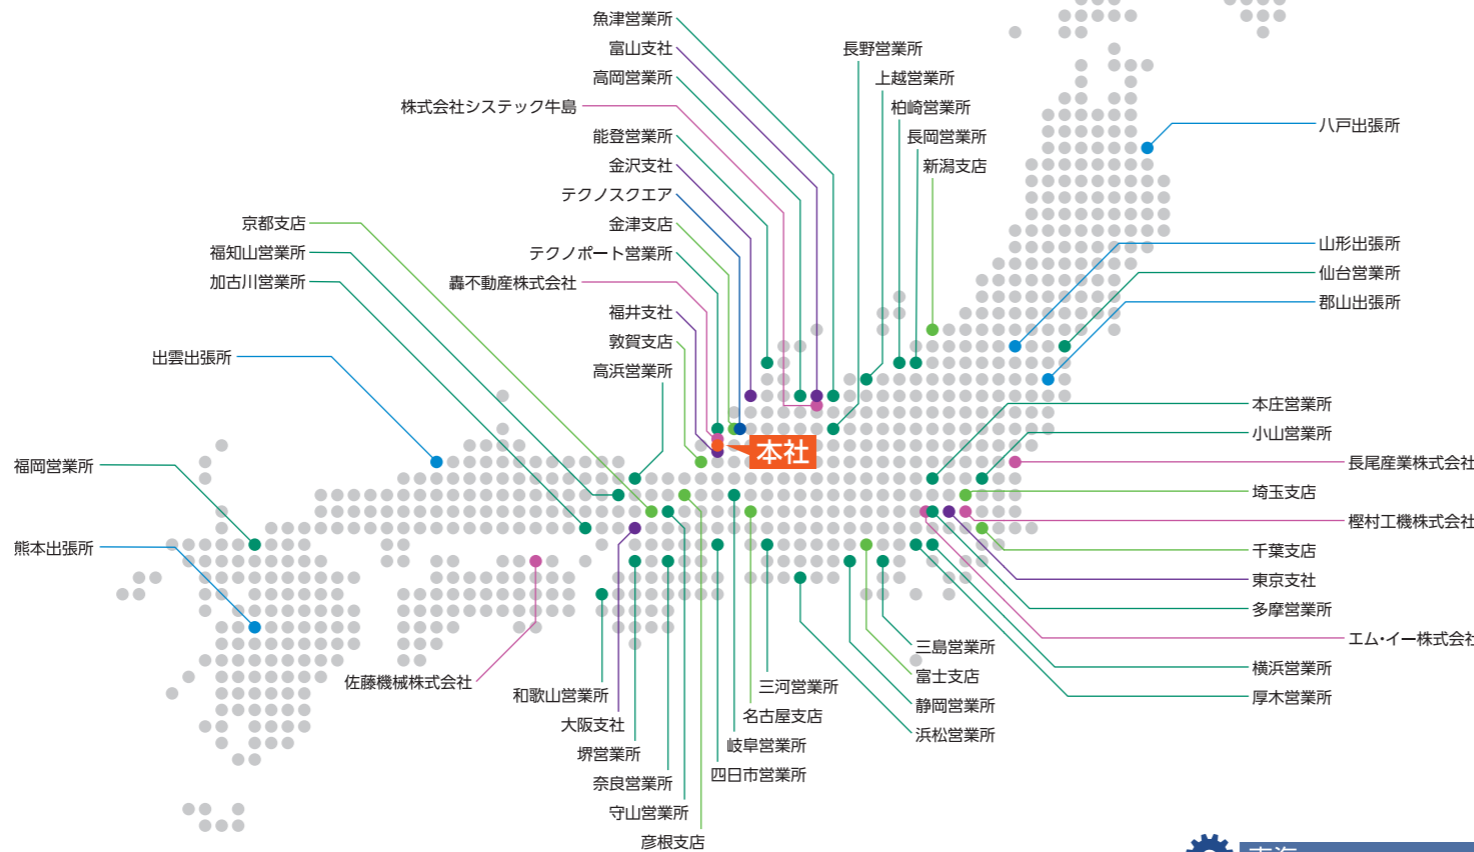 魚津営業所
富山支社
高岡営業所
株式会社システック牛島
能登営業所
金沢支社
テクノスクエア
金津支店
テクノポート営業所
轟不動産株式会社
福井支社
敦賀支店
高浜営業所
長野営業所
上越営業所
柏崎営業所
長岡営業所
新潟支店
八戸出張所
山形出張所
仙台営業所
郡山出張所
京都支店
福知山営業所
加古川営業所
出雲出張所
福岡営業所
熊本出張所
本社
本庄営業所
小山営業所
長尾産業株式会社
埼玉支店
樫村工機株式会社
千葉支店
東京支社
多摩営業所
エム・イー株式会社
横浜営業所
厚木営業所
佐藤機械株式会社
和歌山営業所
大阪支社
堺営業所
奈良営業所
守山営業所
彦根支店
三河営業所
名古屋支店
岐阜営業所
四日市営業所
三島営業所
富士支店
静岡営業所
浜松営業所